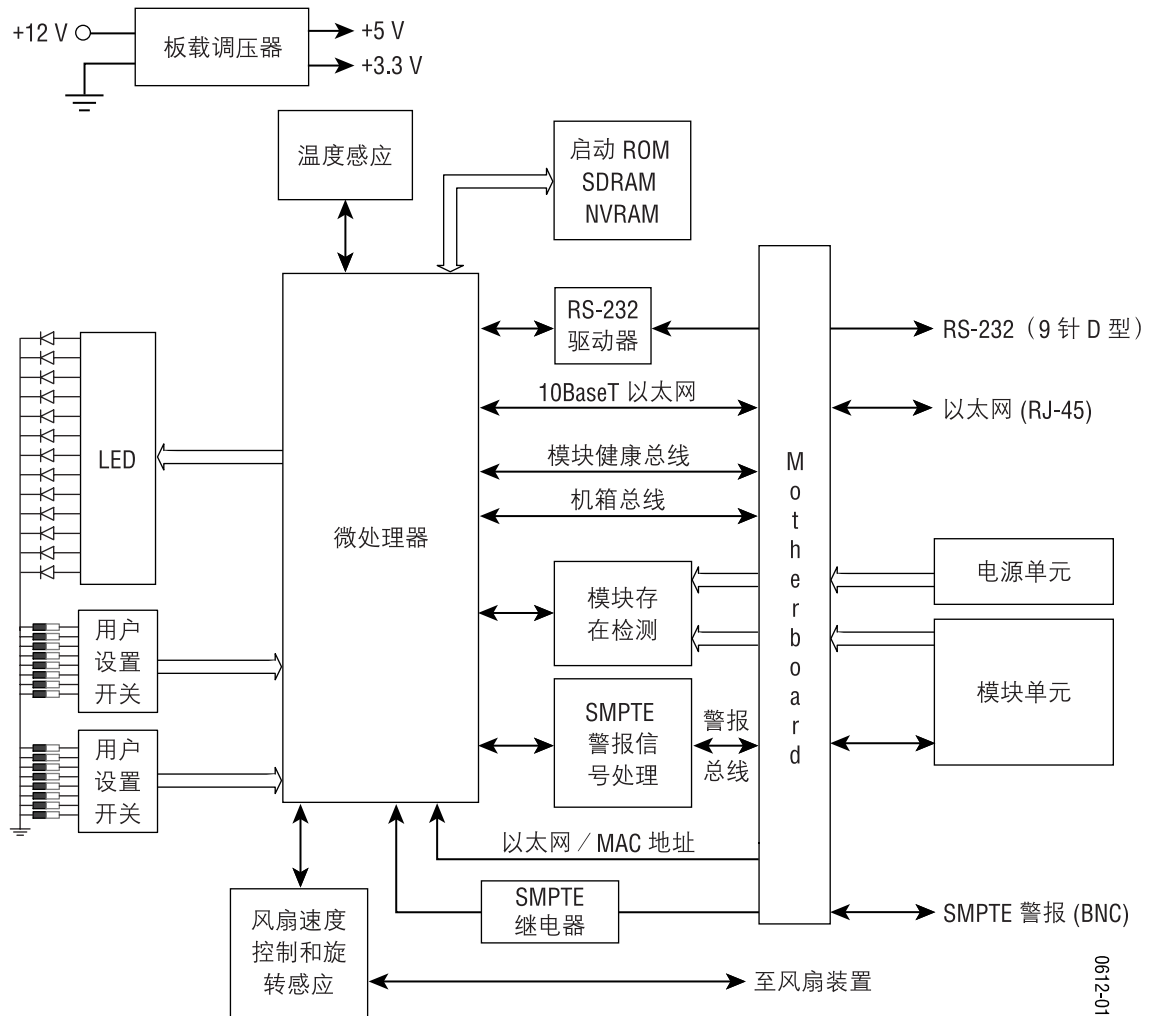 +12 V
板载调压器
+5 V
+3.3 V
温度感应
启动 ROM
SDRAM
NVRAM
RS-232
驱动器
RS-232（9 针 D 型）
10BaseT 以太网
以太网 (RJ-45)
LED
模块健康总线
机箱总线
微处理器
Motherboard
电源单元
模块存
在检测
用户
设置
开关
模块单元
SMPTE
警报信
号处理
警报
总线
用户
设置
开关
以太网／MAC 地址
SMPTE
继电器
SMPTE 警报 (BNC)
风扇速度
控制和旋
转感应
至风扇装置
0612-01